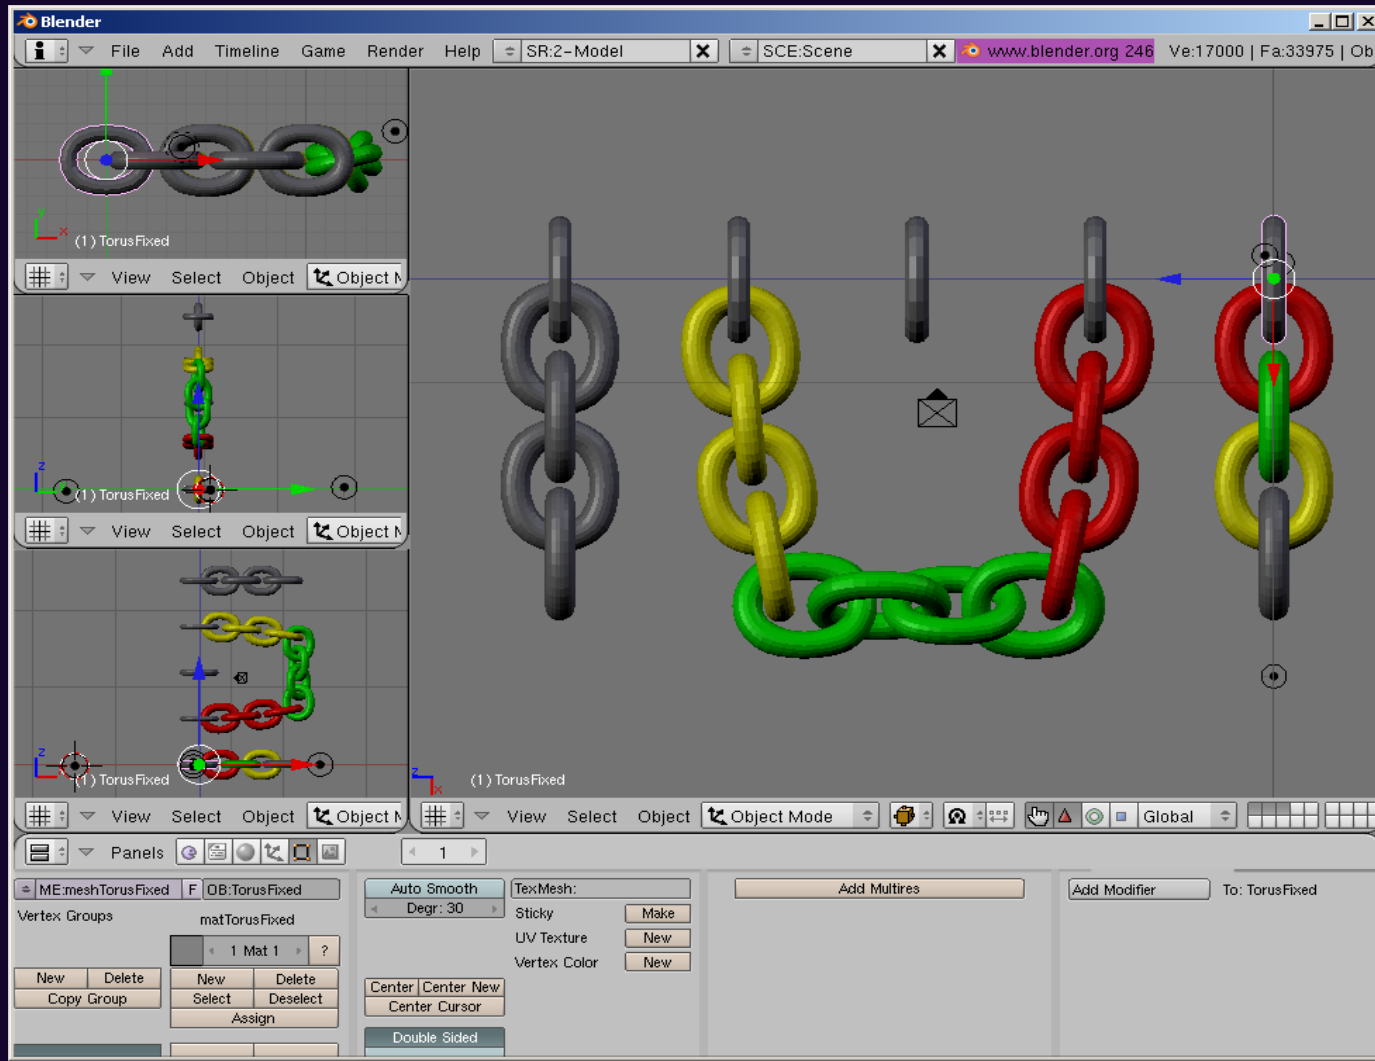 Blender
File Add Timeline Game Render Help SR:2-Model SCE:Scene www.blender.org 246 Ve:17000 | Fa:33975 | Ob
y
x
(1) TorusFixed
View Select Object Object M
z
(1) TorusFixed
View Select Object Object M
z
(1) TorusFixed
z
x
(1) TorusFixed
View Select Object Object M
View Select Object Object Mode Global
Panels 1
ME:meshTorusFixed F OB:TorusFixed
Vertex Groups
matTorusFixed
1 Mat 1 ?
New Delete
Copy Group
New Delete
Select Deselect
Assign
Auto Smooth
Degr: 30
Center Center New
Center Cursor
Double Sided
TexMesh:
Sticky Make
UV Texture New
Vertex Color New
Add Multires
Add Modifier To: TorusFixed